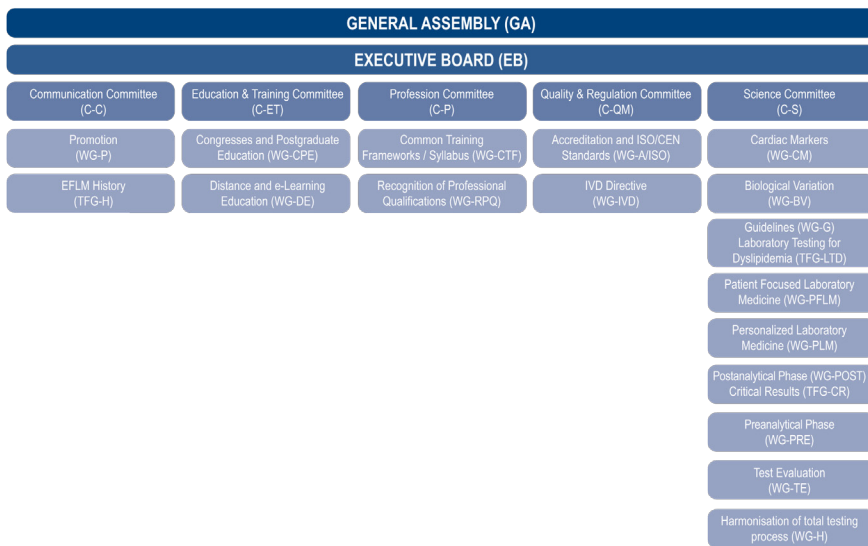 GENERAL ASSEMBLY (GA)
EXECUTIVE BOARD (EB)
Communication Committee
(C-C)
Promotion
(WG-P)
EFLM History
(TFG-H)
Education & Training Committee
(C-ET)
Congresses and Postgraduate
Education (WG-CPE)
Distance and e-Learning
Education (WG-DE)
Profession Committee
(C-P)
Common Training
Frameworks / Syllabus (WG-CTF)
Recognition of Professional
Qualifications (WG-RPQ)
Quality & Regulation Committee
(C-QM)
Accreditation and ISO/CEN
Standards (WG-A/ISO)
IVD Directive
(WG-IVD)
Science Committee
(C-S)
Cardiac Markers
(WG-CM)
Biological Variation
(WG-BV)
Guidelines (WG-G)
Laboratory Testing for
Dyslipidemia (TFG-LTD)
Patient Focused Laboratory
Medicine (WG-PFLM)
Personalized Laboratory
Medicine (WG-PLM)
Postanalytical Phase (WG-POST)
Critical Results (TFG-CR)
Preanalytical Phase
(WG-PRE)
Test Evaluation
(WG-TE)
Harmonisation of total testing
process (WG-H)